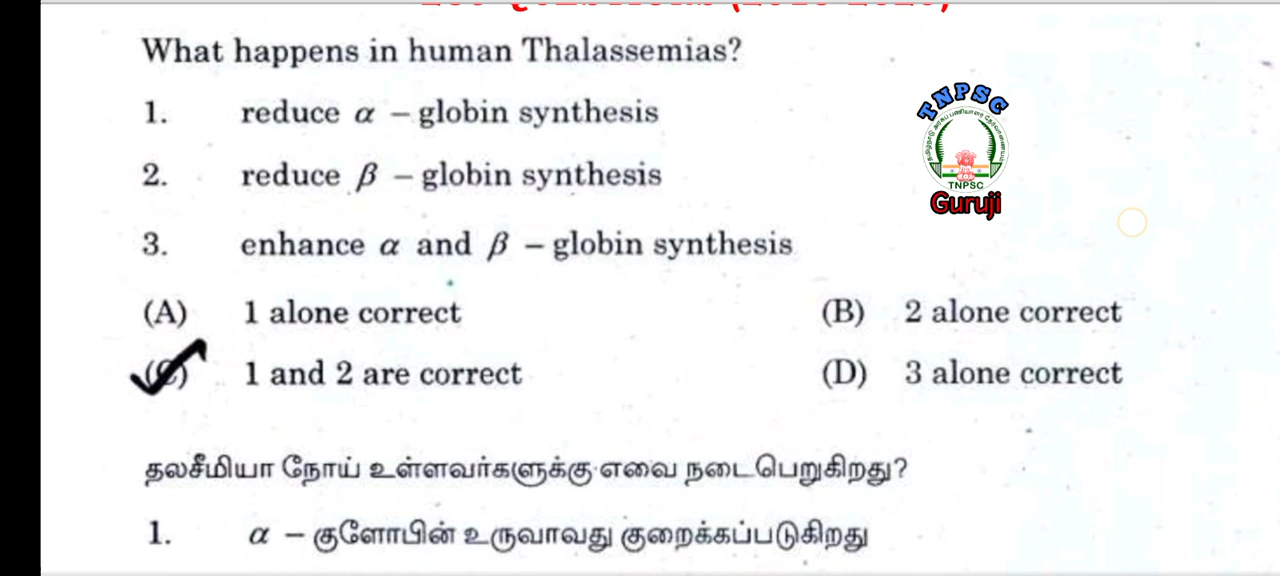 What happens in human Thalassemias?
1. reduce α – globin synthesis
2. reduce β – globin synthesis
3. enhance α and β – globin synthesis
(A) 1 alone correct (B) 2 alone correct
(C) 1 and 2 are correct (D) 3 alone correct
தலசீமியா நோய் உள்ளவர்களுக்கு எவை நடைபெறுகிறது?
1. α – குளோபின் உருவாவது குறைக்கப்படுகிறது
TNPSC
TNPSC
Guruji